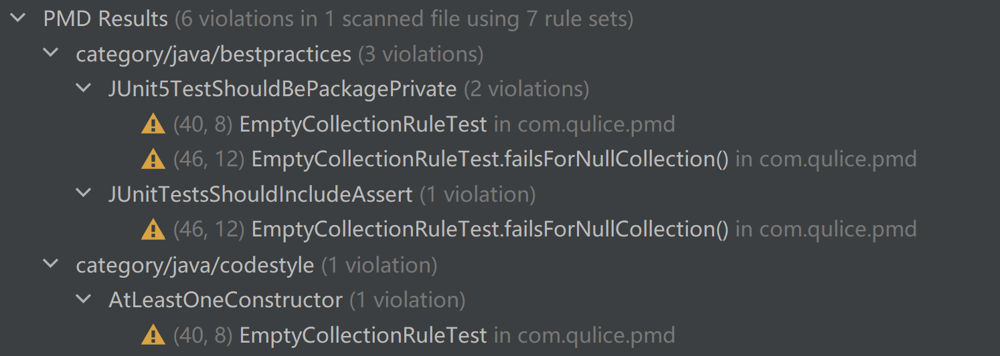 PMD Results (6 violations in 1 scanned file using 7 rule sets)
category/java/bestpractices (3 violations)
JUnit5TestShouldBePackagePrivate (2 violations)
(40, 8) EmptyCollectionRuleTest in com.qulice.pmd
(46, 12) EmptyCollectionRuleTest.failsForNullCollection() in com.qulice.pmd
JUnitTestsShouldIncludeAssert (1 violation)
(46, 12) EmptyCollectionRuleTest.failsForNullCollection() in com.qulice.pmd
category/java/codestyle (1 violation)
AtLeastOneConstructor (1 violation)
(40, 8) EmptyCollectionRuleTest in com.qulice.pmd